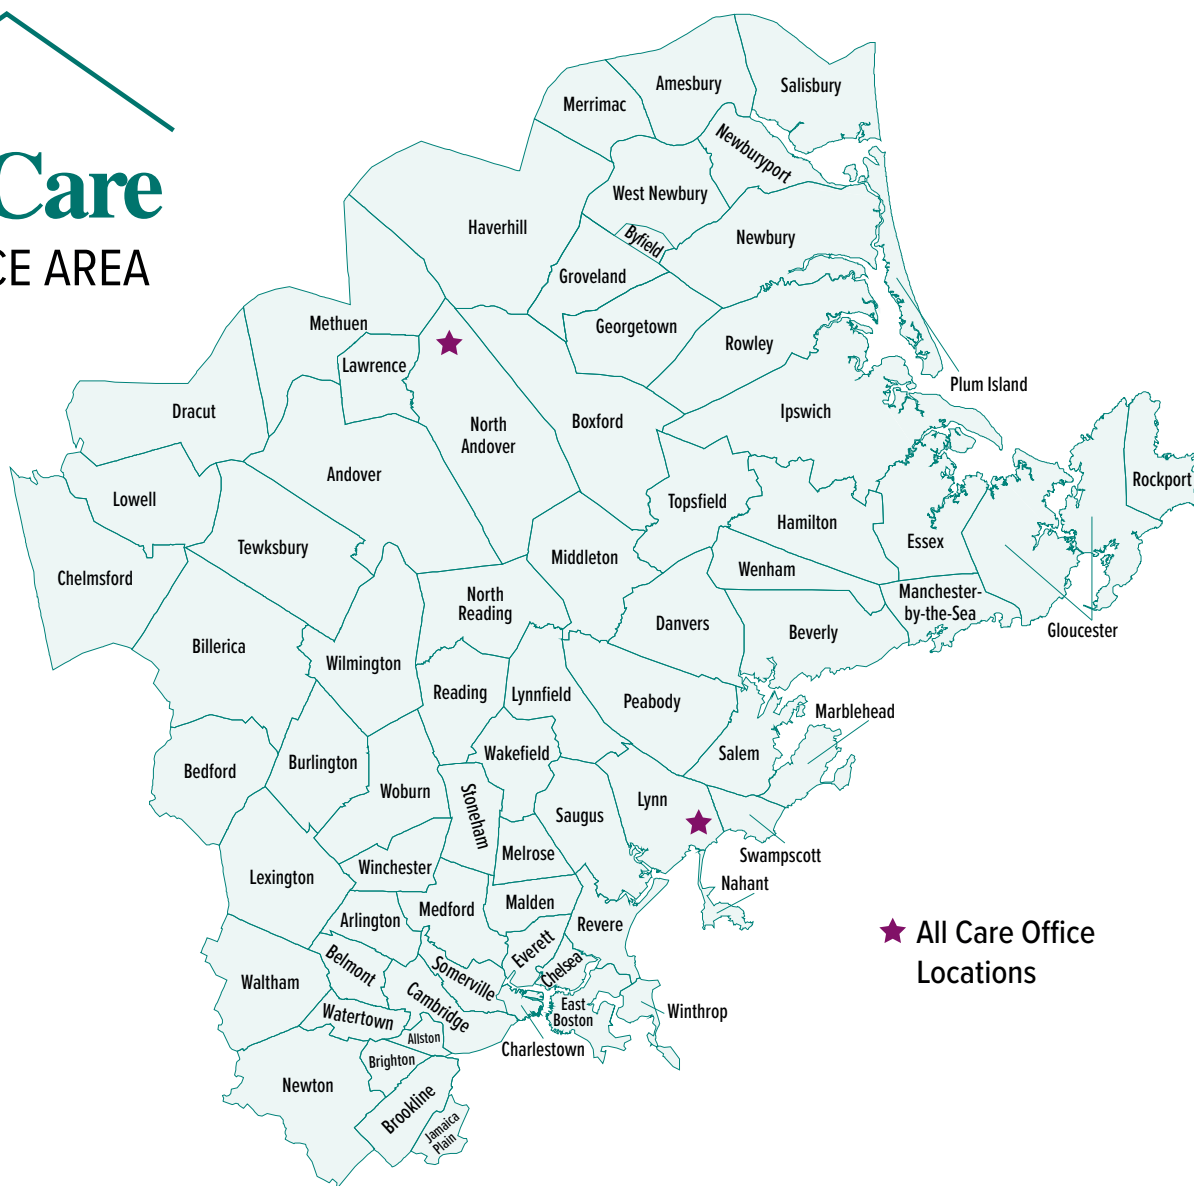 Care
CE AREA
Salisbury
Amesbury
Merrimac
Newburyport
West Newbury
Haverhill
Byfield
Newbury
Groveland
Georgetown
Methuen
Rowley
Lawrence
Plum Island
Dracut
Ipswich
Boxford
North
Andover
Andover
Rockport
Lowell
Topsfield
Hamilton
Tewksbury
Essex
Middleton
Wenham
Chelmsford
Manchester-
by-the-Sea
North
Reading
Danvers
Beverly
Gloucester
Billerica
Wilmington
Reading
Lynnfield
Peabody
Marblehead
Salem
Wakefield
Burlington
Bedford
Woburn
Lynn
Stoneham
Saugus
Melrose
Swampscott
Winchester
Lexington
Nahant
Malden
Medford
Arlington
Revere
All Care Office
Locations
Everett
Belmont
Chelsea
Somerville
Waltham
Cambridge
East
Boston
Winthrop
Watertown
Allston
Charlestown
Brighton
Newton
Brookline
Jamaica
Plain